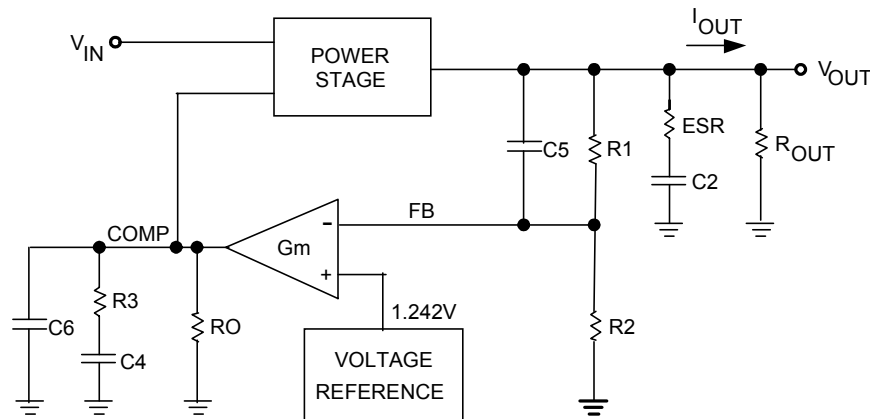 I_OUT
V_IN
POWER
STAGE
V_OUT
ESR
C5
R1
R_OUT
C2
FB
COMP
-
Gm
+
R3
C6
RO
1.242V
R2
C4
VOLTAGE
REFERENCE